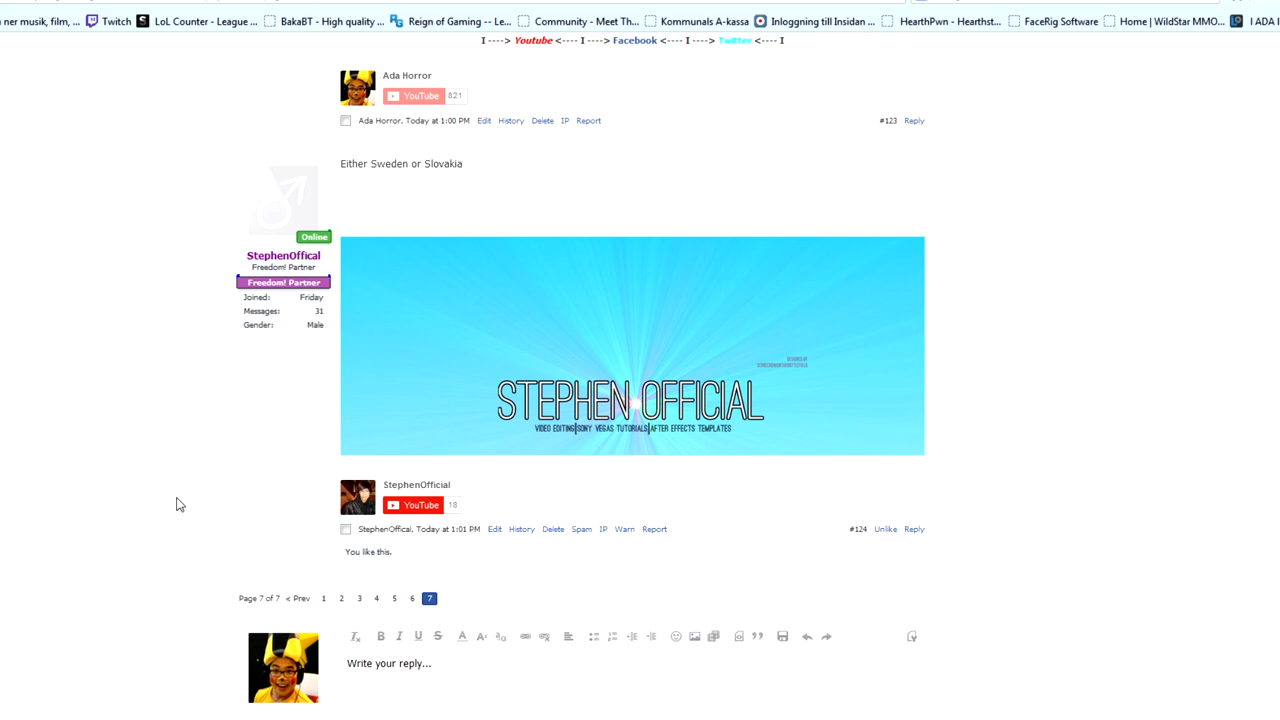 ner musik, film, ... Twitch LoL Counter - League ... BakaBT - High quality ... Reign of Gaming -- Le... Community - Meet Th... Kommunals A-kassa Inloggning till Insidan ... HearthPwn - Hearthst... FaceRig Software Home | WildStar MMO... I ADA
I ----> Youtube <---- I ----> Facebook <---- I ----> Twitter <---- I
Ada Horror
YouTube 821
Ada Horror, Today at 1:00 PM Edit History Delete IP Report #123 Reply
Either Sweden or Slovakia
Online
StephenOffical
Freedom! Partner
Freedom! Partner
Joined: Friday
Messages: 31
Gender: Male
DESIGNED BY
STEPHEN OFFICIAL
VIDEO EDITING|SONY VEGAS TUTORIALS|AFTER EFFECTS TEMPLATES
StephenOfficial
YouTube 18
StephenOffical, Today at 1:01 PM Edit History Delete Spam IP Warn Report #124 Unlike Reply
You like this.
Page 7 of 7 < Prev 1 2 3 4 5 6 7
Write your reply...